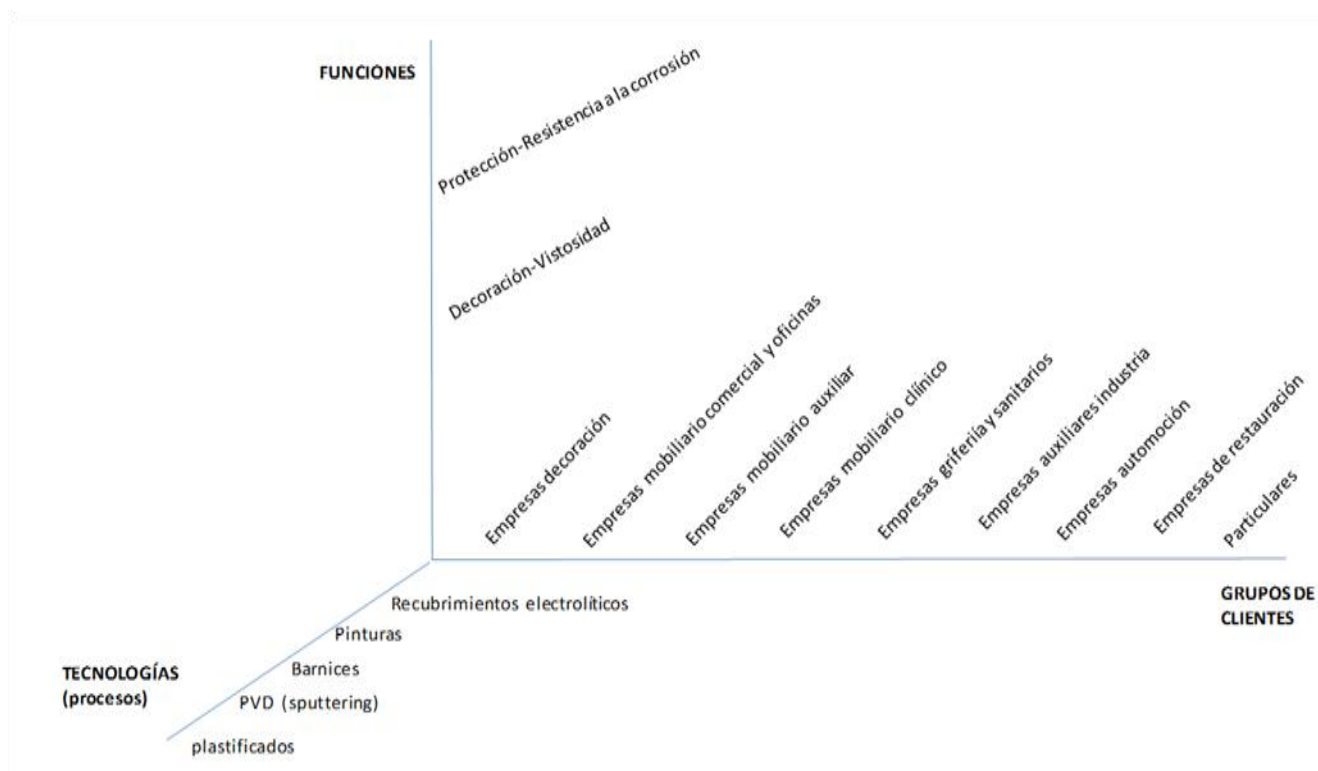 FUNCIONES
Protección-Resistencia a la corrosión
Decoración-Vistosidad
Empresas decoración
Empresas mobiliario comercial y oficinas
Empresas mobiliario auxiliar
Empresas mobiliario clíinico
Empresas grifería y sanitarios
Empresas auxiliares industria
Empresas automoción
Empresas de restauración
Particulares
GRUPOS DE
CLIENTES
Recubrimientos electrolíticos
Pinturas
Barnices
PVD (sputtering)
plastificados
TECNOLOGÍAS
(procesos)